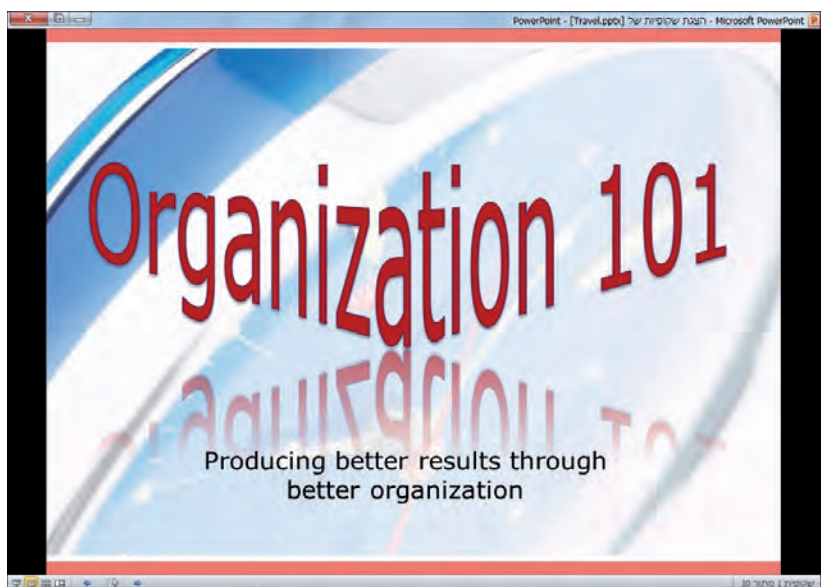 PowerPoint - [Travel.pptx] הצגת שקופיות של - Microsoft PowerPoint
Organization 101
Producing better results through
better organization
שקופית 1 מתוך 10